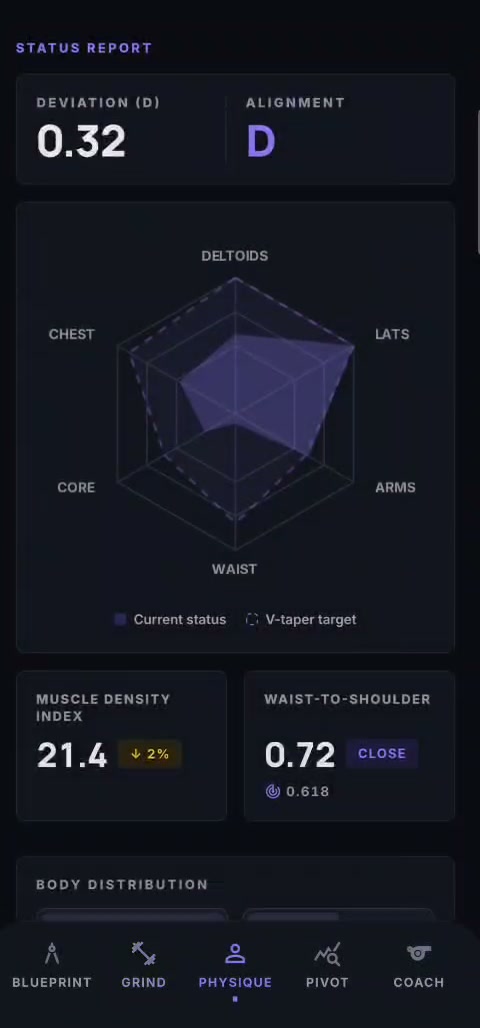 STATUS REPORT
DEVIATION (D)
0.32
ALIGNMENT
D
DELTOIDS
CHEST
LATS
CORE
ARMS
WAIST
Current status
V-taper target
MUSCLE DENSITY
INDEX
21.4
↓ 2%
WAIST-TO-SHOULDER
0.72
CLOSE
0.618
BODY DISTRIBUTION
BLUEPRINT
GRIND
PHYSIQUE
PIVOT
COACH